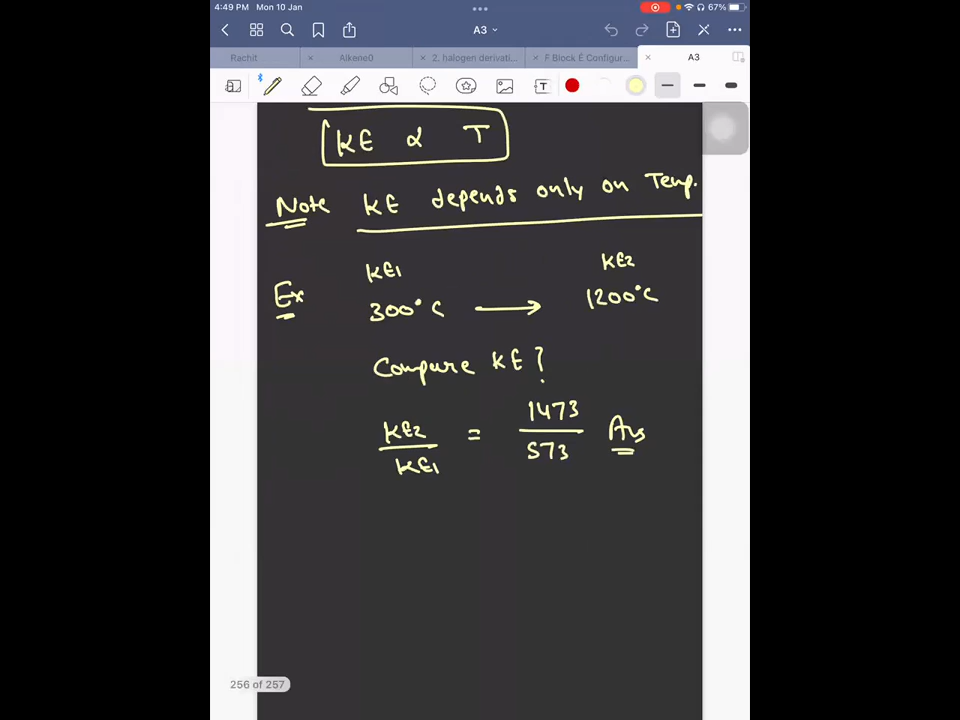 4:49 PM Mon 10 Jan 67%
A3
Rachit Alkene0 2. halogen derivati... F Block É Configur... A3
KE α T
Note KE depends only on Temp.
KE1 KE2
Ex 300°C → 1200°C
Compare KE?
KE2 / KE1 = 1473 / 573 Ans
256 of 257